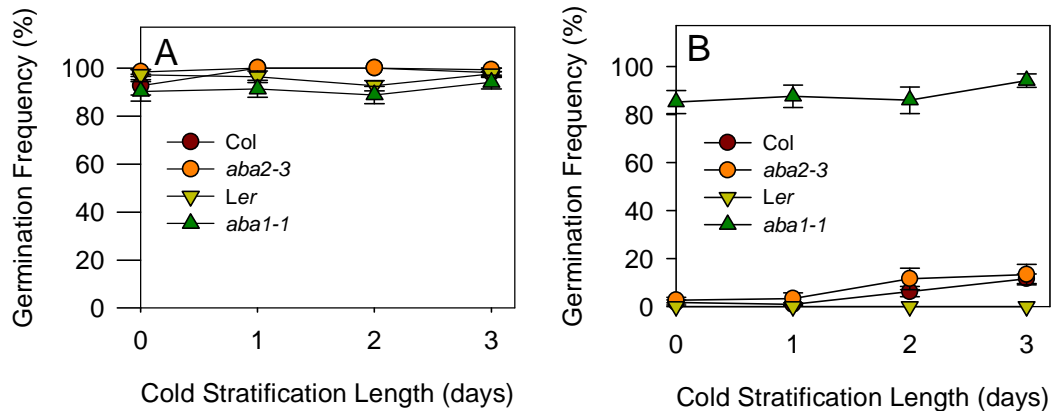 A
Germination Frequency (%)
100
80
60
40
20
0
Col
aba2-3
Ler
aba1-1
0 1 2 3
Cold Stratification Length (days)
B
Germination Frequency (%)
100
80
60
40
20
0
Col
aba2-3
Ler
aba1-1
0 1 2 3
Cold Stratification Length (days)